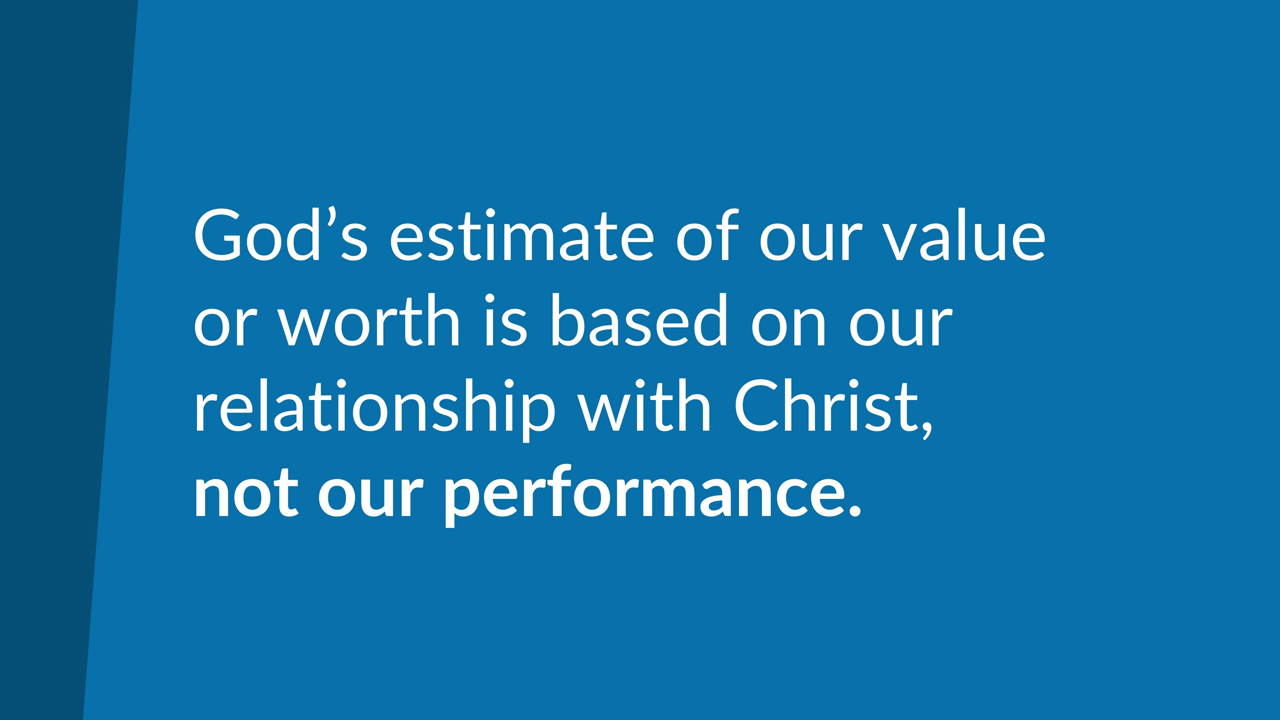 God’s estimate of our value
or worth is based on our
relationship with Christ,
not our performance.